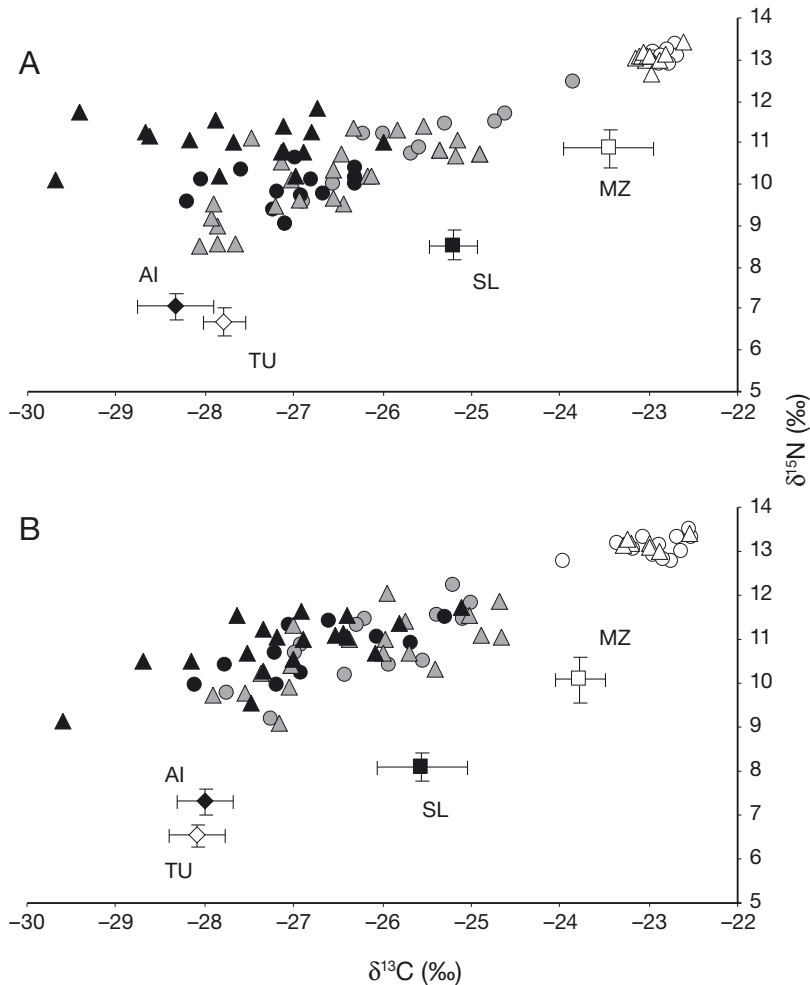 A
14
13
12
11
10
9
8
7
6
5
MZ
SL
AI
TU
–30 –29 –28 –27 –26 –25 –24 –23 –22
δ¹⁵N (‰)
B
14
13
12
11
10
9
8
7
6
5
MZ
SL
AI
TU
–30 –29 –28 –27 –26 –25 –24 –23 –22
δ¹³C (‰)